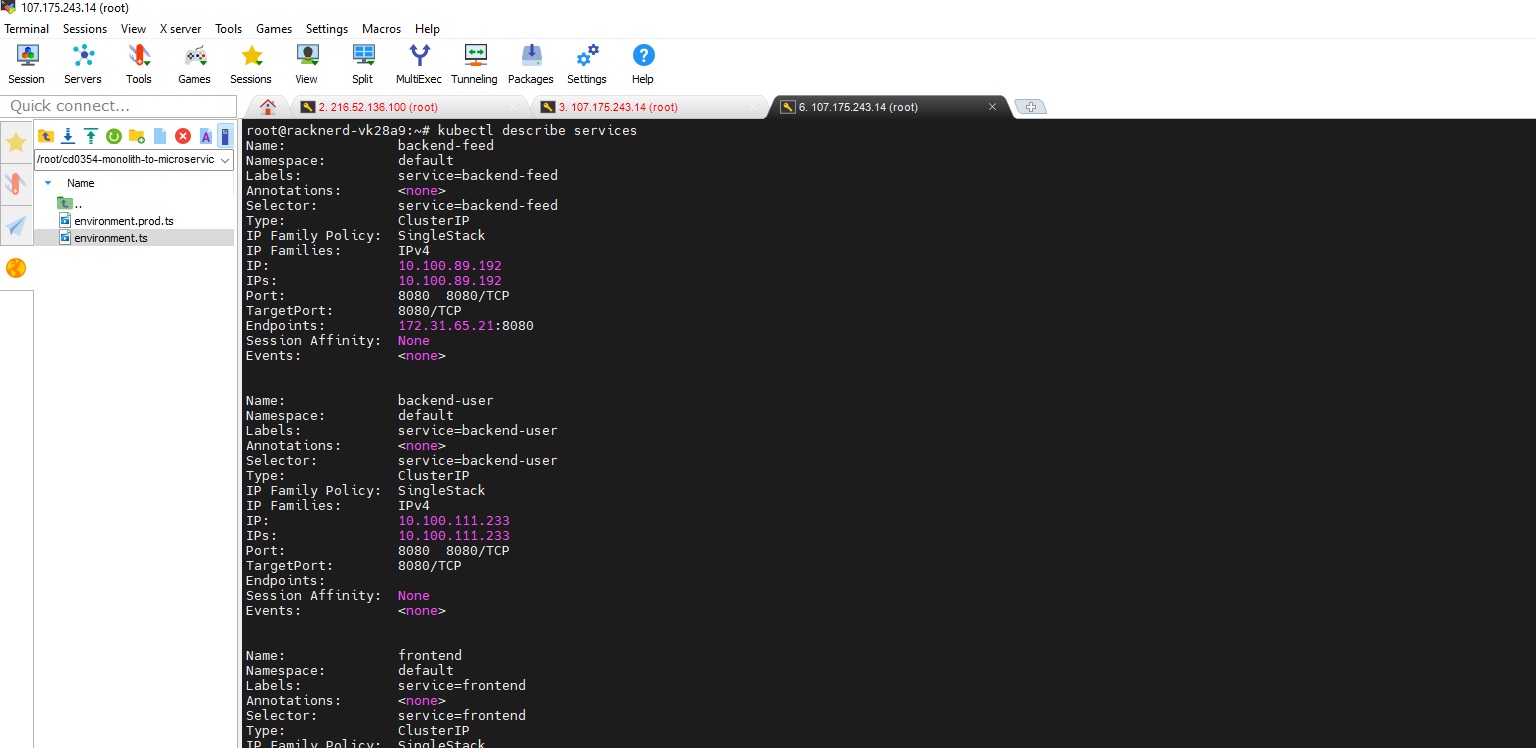 107.175.243.14 (root)
Terminal Sessions View X server Tools Games Settings Macros Help
Session Servers Tools Games Sessions View Split MultiExec Tunneling Packages Settings Help
Quick connect...
2. 216.52.136.100 (root)
3. 107.175.243.14 (root)
6. 107.175.243.14 (root)
/root/cd0354-monolith-to-microservic
Name
..
environment.prod.ts
environment.ts
root@racknerd-vk28a9:~# kubectl describe services
Name: backend-feed
Namespace: default
Labels: service=backend-feed
Annotations: <none>
Selector: service=backend-feed
Type: ClusterIP
IP Family Policy: SingleStack
IP Families: IPv4
IP: 10.100.89.192
IPs: 10.100.89.192
Port: 8080 8080/TCP
TargetPort: 8080/TCP
Endpoints: 172.31.65.21:8080
Session Affinity: None
Events: <none>
Name: backend-user
Namespace: default
Labels: service=backend-user
Annotations: <none>
Selector: service=backend-user
Type: ClusterIP
IP Family Policy: SingleStack
IP Families: IPv4
IP: 10.100.111.233
IPs: 10.100.111.233
Port: 8080 8080/TCP
TargetPort: 8080/TCP
Endpoints:
Session Affinity: None
Events: <none>
Name: frontend
Namespace: default
Labels: service=frontend
Annotations: <none>
Selector: service=frontend
Type: ClusterIP
IP Family Policy: SingleStack